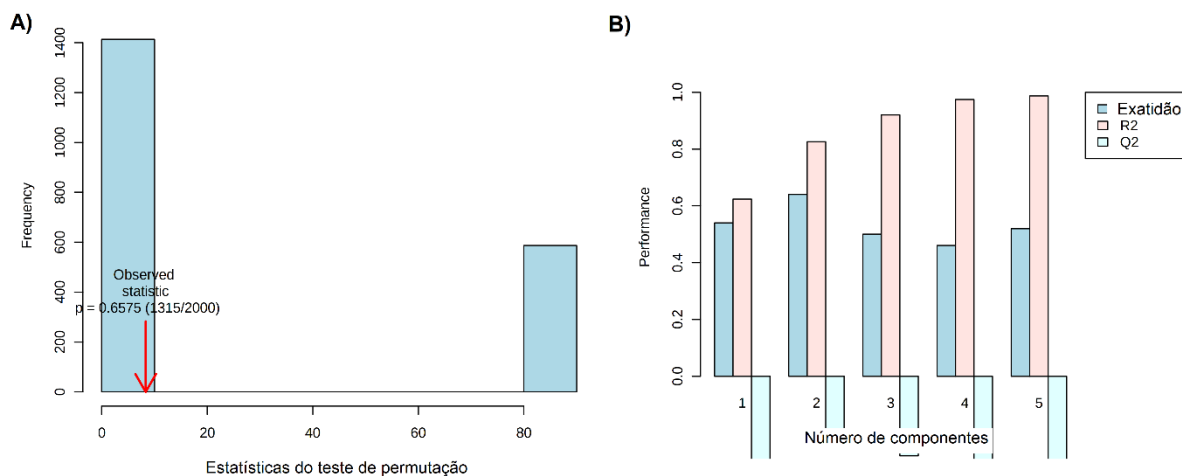 A)
Frequency
0
200
400
600
800
1000
1200
1400
Observed
statistic
p = 0.6575 (1315/2000)
0
20
40
60
80
Estatísticas do teste de permutação
B)
Performance
0.0
0.2
0.4
0.6
0.8
1.0
Exatidão
R2
Q2
1
2
3
4
5
Número de componentes